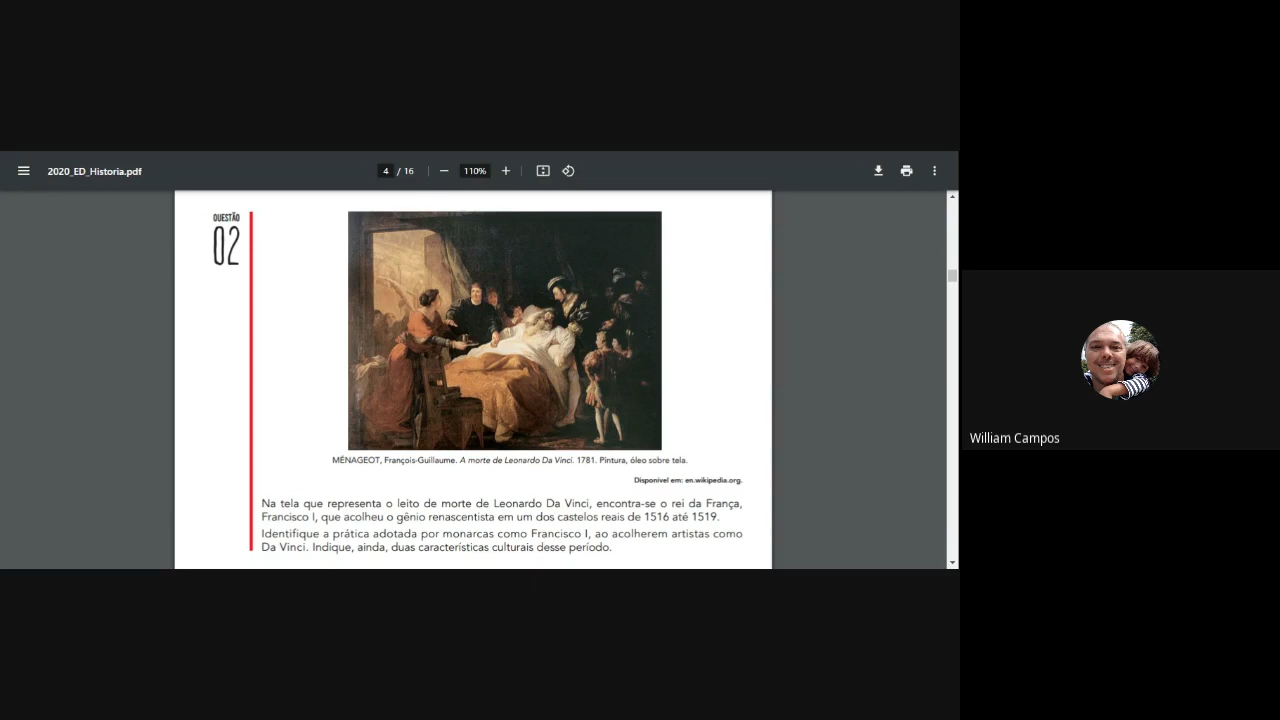 2020_ED_Historia.pdf
4 / 16
110%
QUESTÃO
02
MÉNAGEOT, François-Guillaume. A morte de Leonardo Da Vinci. 1781. Pintura, óleo sobre tela.
Disponível em: en.wikipedia.org.
Na tela que representa o leito de morte de Leonardo Da Vinci, encontra-se o rei da França,
Francisco I, que acolheu o gênio renascentista em um dos castelos reais de 1516 até 1519.
Identifique a prática adotada por monarcas como Francisco I, ao acolherem artistas como
Da Vinci. Indique, ainda, duas características culturais desse período.
William Campos